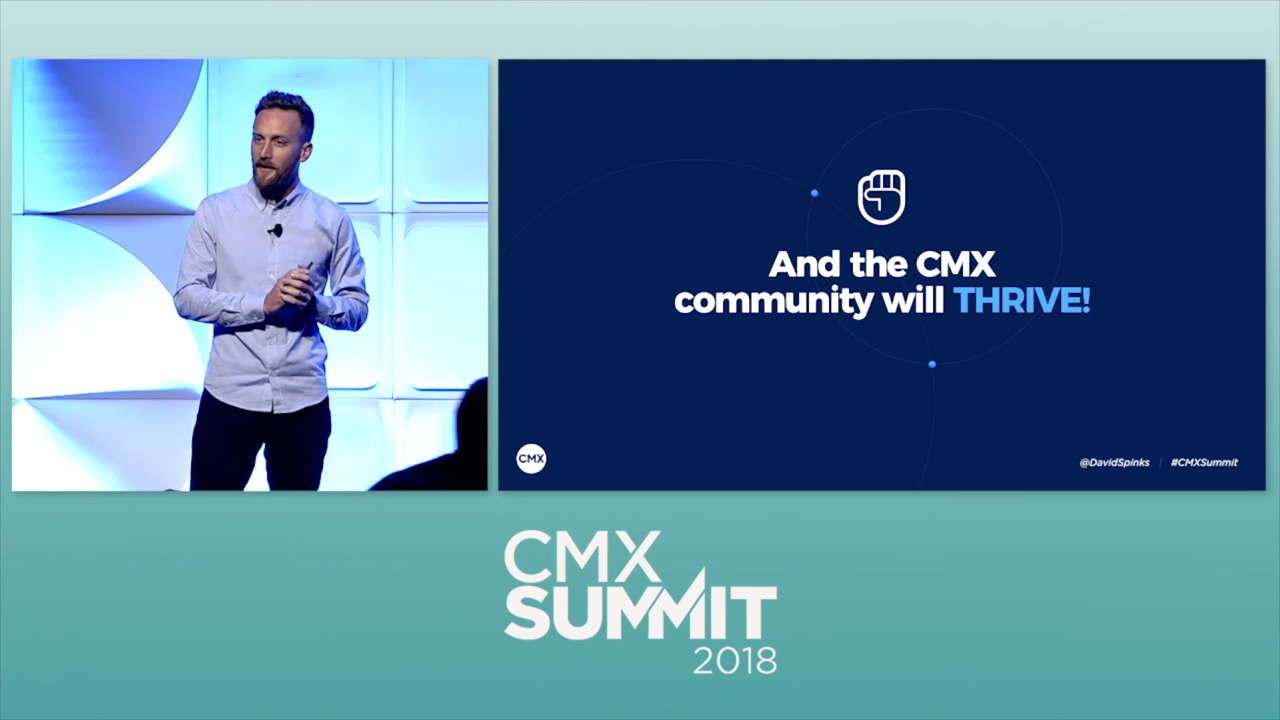 And the CMX
community will THRIVE!
CMX
@DavidSpinks | #CMXSummit
CMX
SUMMIT
2018